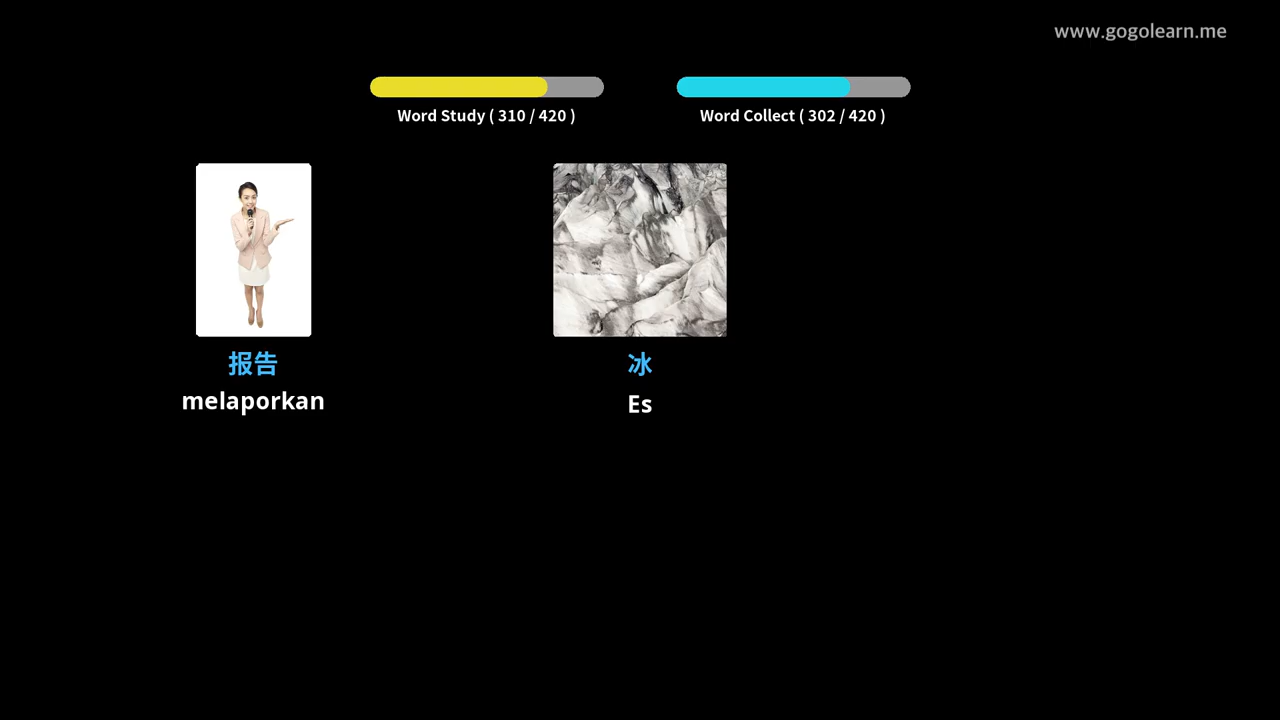 www.gogolearn.me
Word Study ( 310 / 420 )
Word Collect ( 302 / 420 )
报告
melaporkan
冰
Es